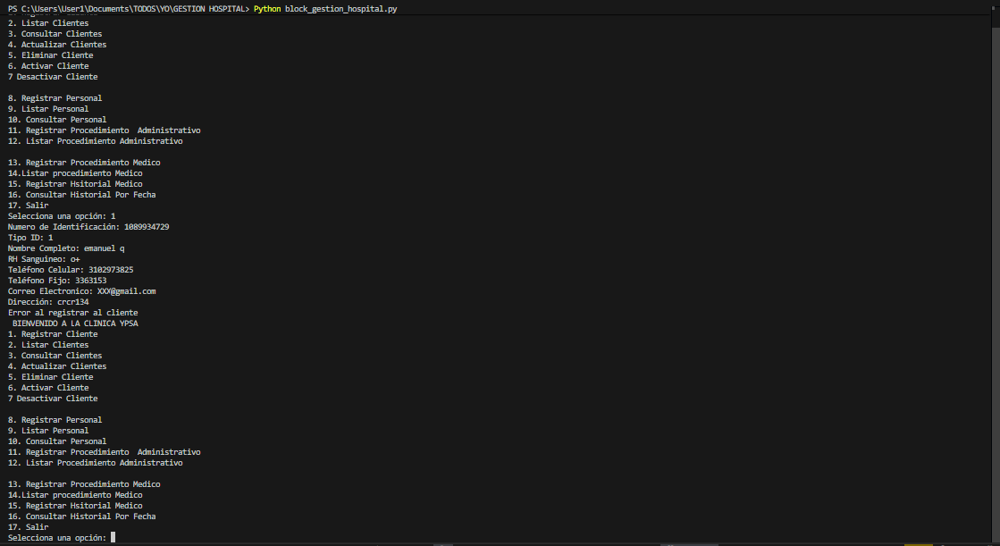 PS C:\Users\User1\Documents\TODOS\YO\GESTION HOSPITAL> Python block_gestion_hospital.py
2. Listar Clientes
3. Consultar Clientes
4. Actualizar Clientes
5. Eliminar Cliente
6. Activar Cliente
7 Desactivar Cliente
8. Registrar Personal
9. Listar Personal
10. Consultar Personal
11. Registrar Procedimiento  Administrativo
12. Listar Procedimiento Administrativo
13. Registrar Procedimiento Medico
14.Listar procedimiento Medico
15. Registrar Hsitorial Medico
16. Consultar Historial Por Fecha
17. Salir
Selecciona una opción: 1
Numero de Identificación: 1089934729
Tipo ID: 1
Nombre Completo: emanuel q
RH Sanguineo: o+
Teléfono Celular: 3102973825
Teléfono Fijo: 3363153
Correo Electronico: XXX@gmail.com
Dirección: crcr134
Error al registrar al cliente
BIENVENIDO A LA CLINICA YPSA
1. Registrar Cliente
2. Listar Clientes
3. Consultar Clientes
4. Actualizar Clientes
5. Eliminar Cliente
6. Activar Cliente
7 Desactivar Cliente
8. Registrar Personal
9. Listar Personal
10. Consultar Personal
11. Registrar Procedimiento  Administrativo
12. Listar Procedimiento Administrativo
13. Registrar Procedimiento Medico
14.Listar procedimiento Medico
15. Registrar Hsitorial Medico
16. Consultar Historial Por Fecha
17. Salir
Selecciona una opción: